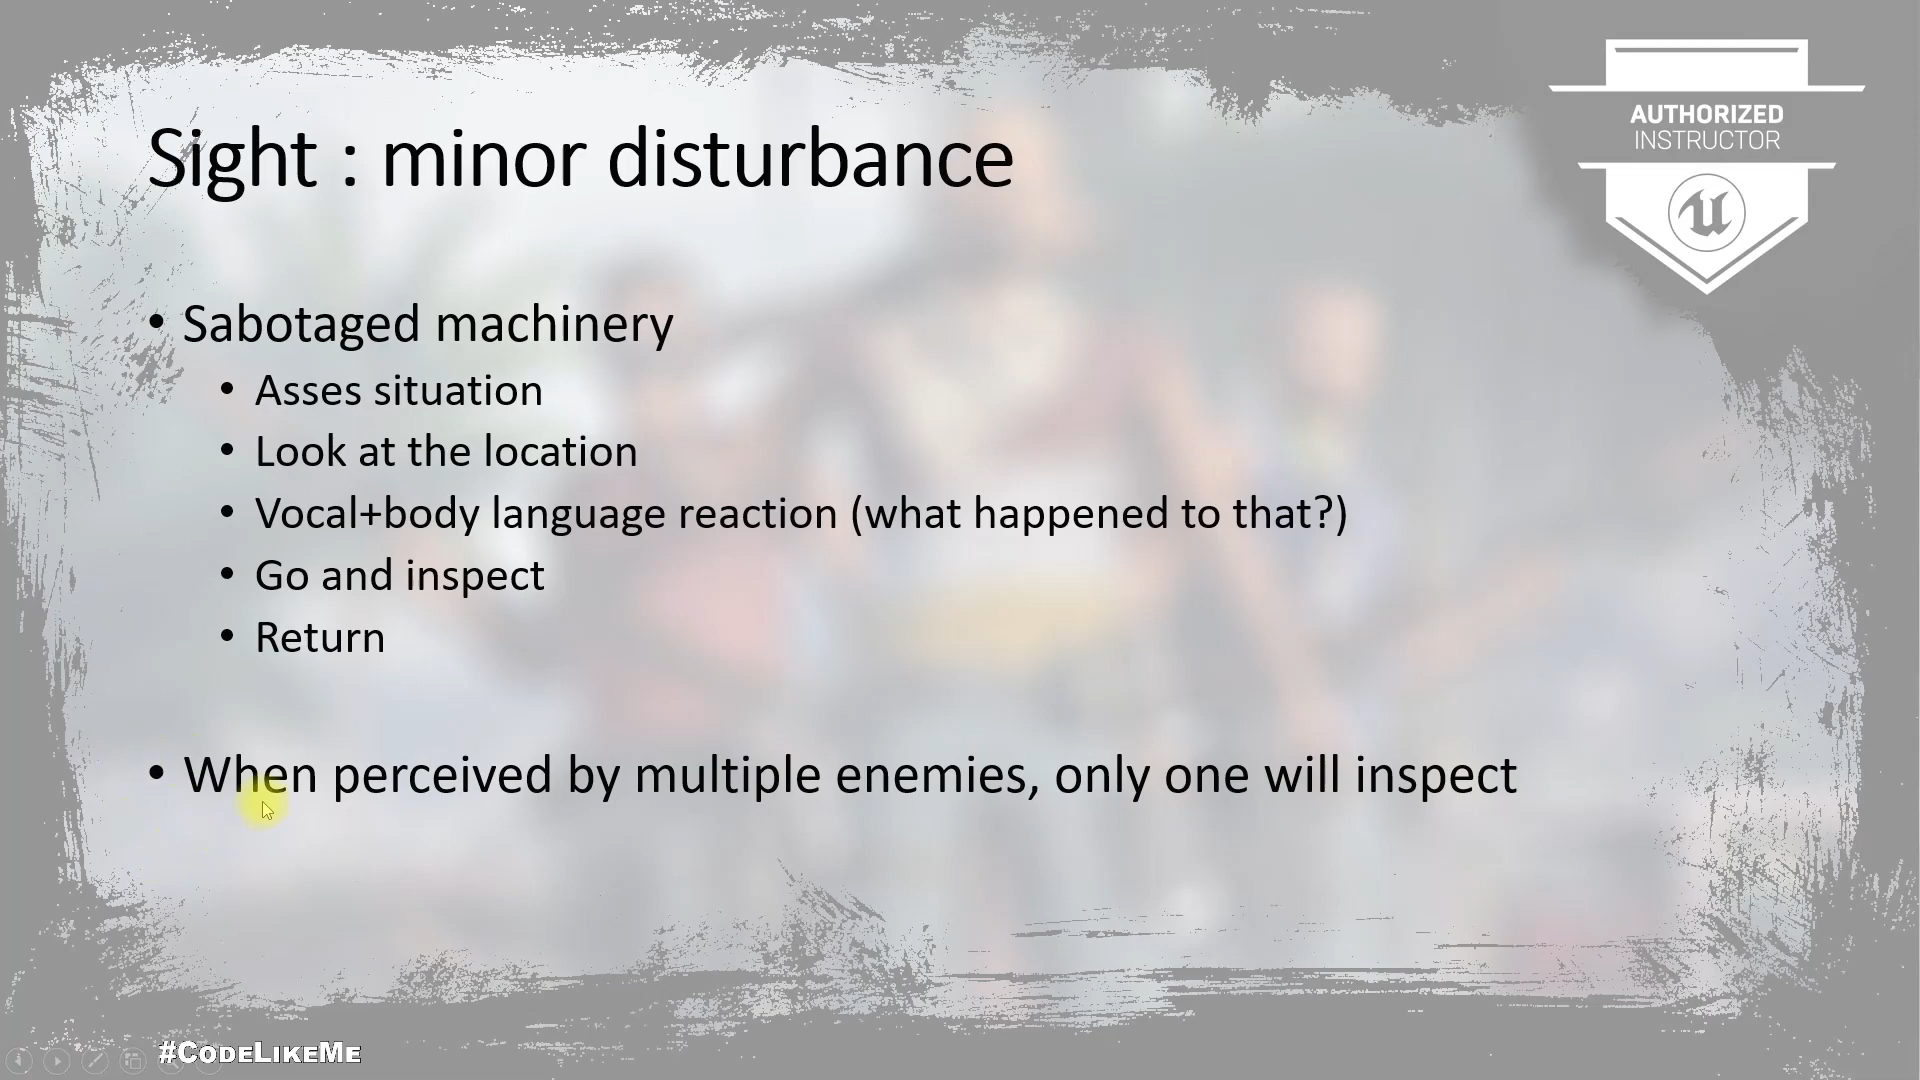 Sight : minor disturbance
AUTHORIZED
INSTRUCTOR
• Sabotaged machinery
• Asses situation
• Look at the location
• Vocal+body language reaction (what happened to that?)
• Go and inspect
• Return
• When perceived by multiple enemies, only one will inspect
#CodeLikeMe